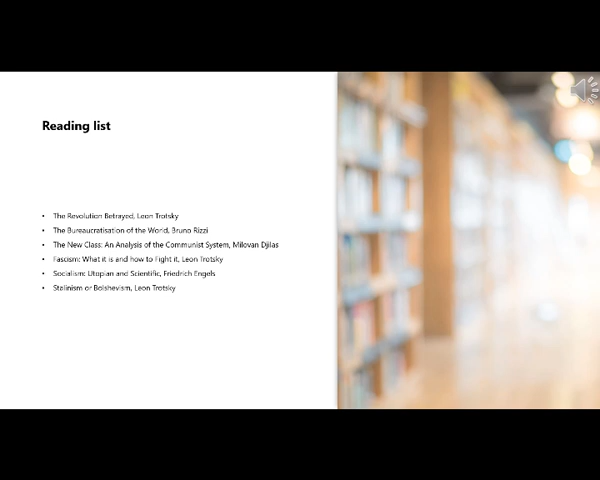 Reading list
• The Revolution Betrayed, Leon Trotsky
• The Bureaucratisation of the World, Bruno Rizzi
• The New Class: An Analysis of the Communist System, Milovan Djilas
• Fascism: What it is and how to Fight it, Leon Trotsky
• Socialism: Utopian and Scientific, Friedrich Engels
• Stalinism or Bolshevism, Leon Trotsky